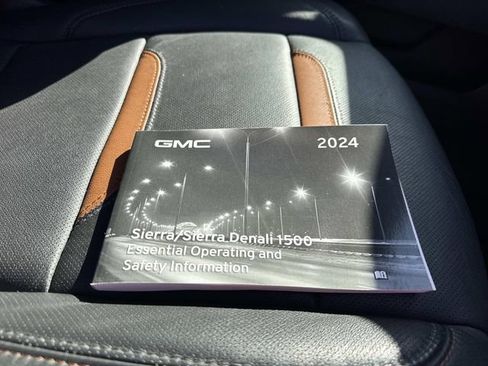 GMC 2024
Sierra/Sierra Denali 1500
Essential Operating and
Safety Information